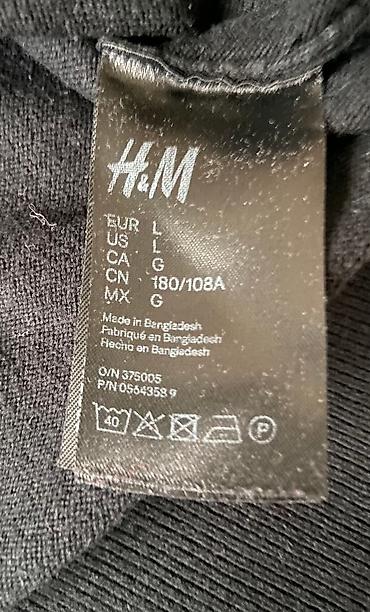 H&M
EUR L
US L
CA G
CN 180/108A
MX G
Made in Bangladesh
Fabriqué en Bangladesh
Hecho en Bangladesh
O/N 375005
P/N 0564358 9
40 P